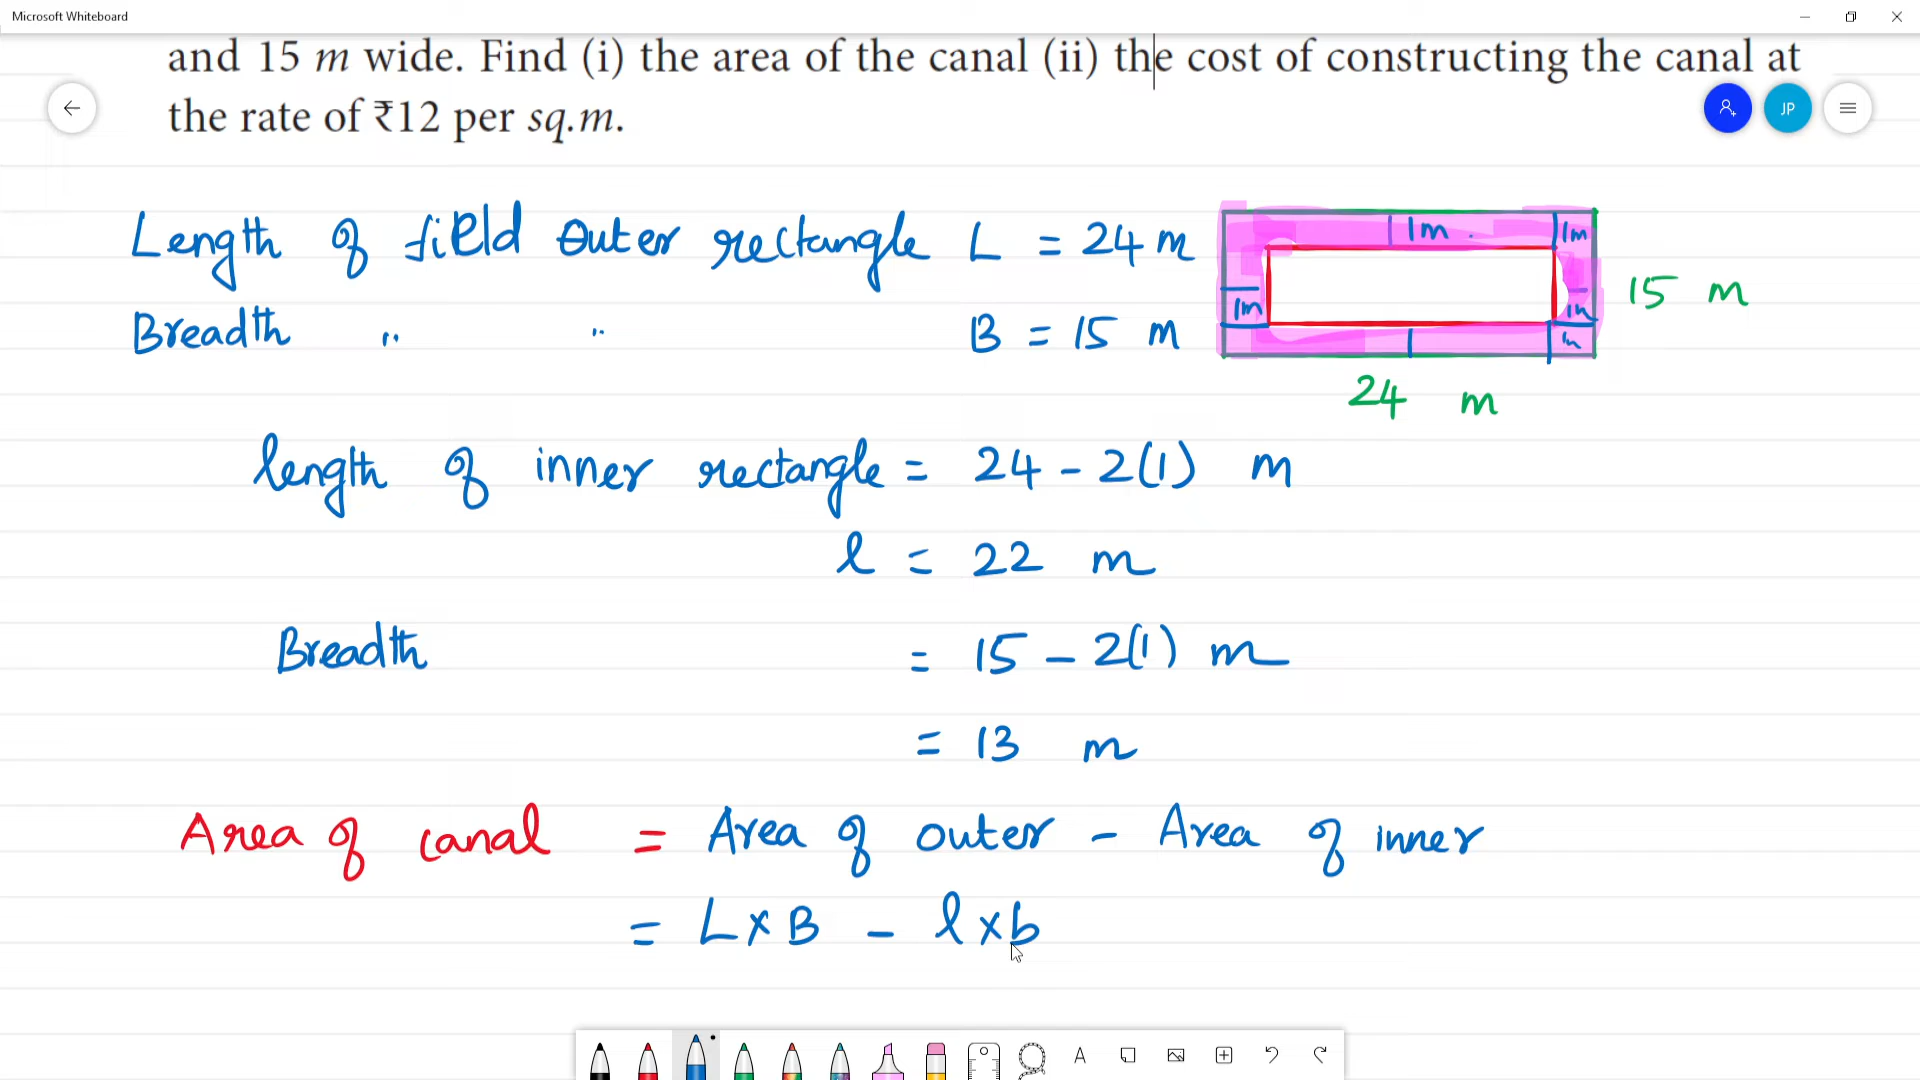 Microsoft Whiteboard
and 15 m wide. Find (i) the area of the canal (ii) the cost of constructing the canal at
the rate of ₹12 per sq.m.
JP
Length of field Outer rectangle L = 24 m
1m 1m
15 m
1m 1m
Breadth ,, ,, B = 15 m
1m
24 m
length of inner rectangle = 24 - 2(1) m
l = 22 m
Breadth = 15 - 2(1) m
= 13 m
Area of canal = Area of outer - Area of inner
= L × B - l × b
A